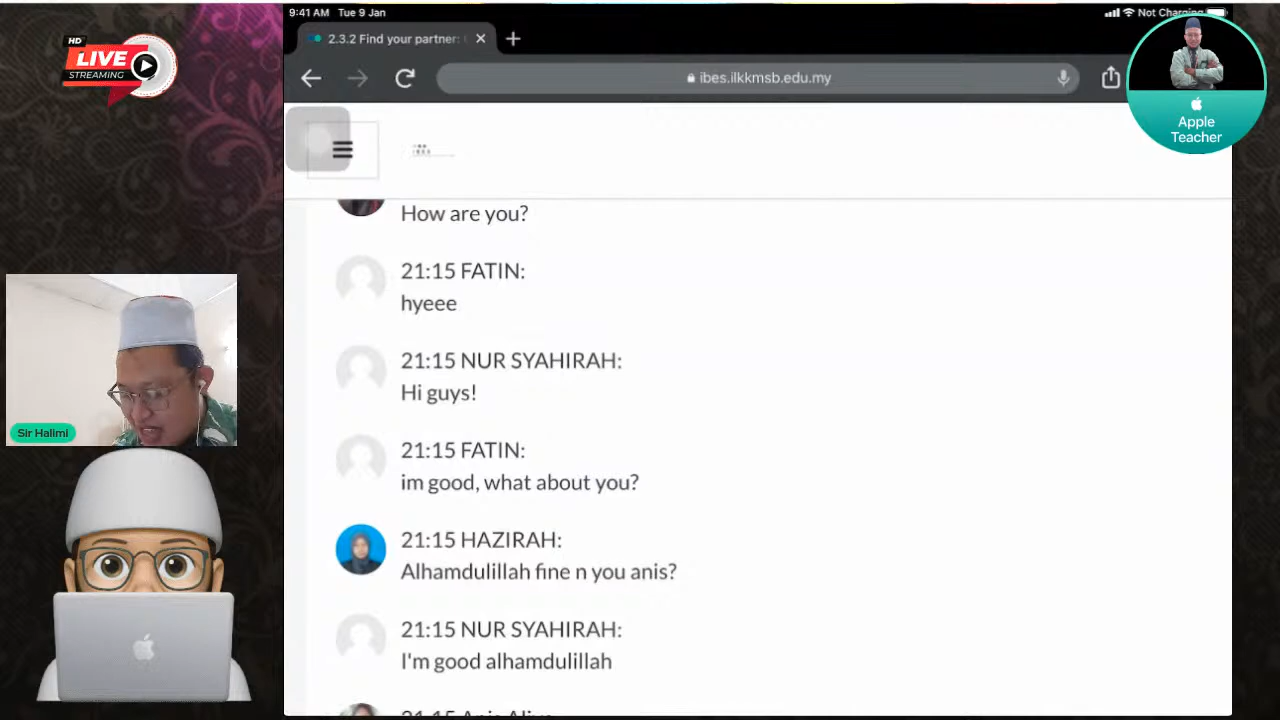 HD
LIVE
STREAMING
9:41 AM Tue 9 Jan
Not Charging
2.3.2 Find your partner:
ibes.ilkkmsb.edu.my
Apple
Teacher
How are you?
21:15 FATIN:
hyeee
21:15 NUR SYAHIRAH:
Hi guys!
21:15 FATIN:
im good, what about you?
21:15 HAZIRAH:
Alhamdulillah fine n you anis?
21:15 NUR SYAHIRAH:
I'm good alhamdulillah
21:15 Anis
Sir Halimi